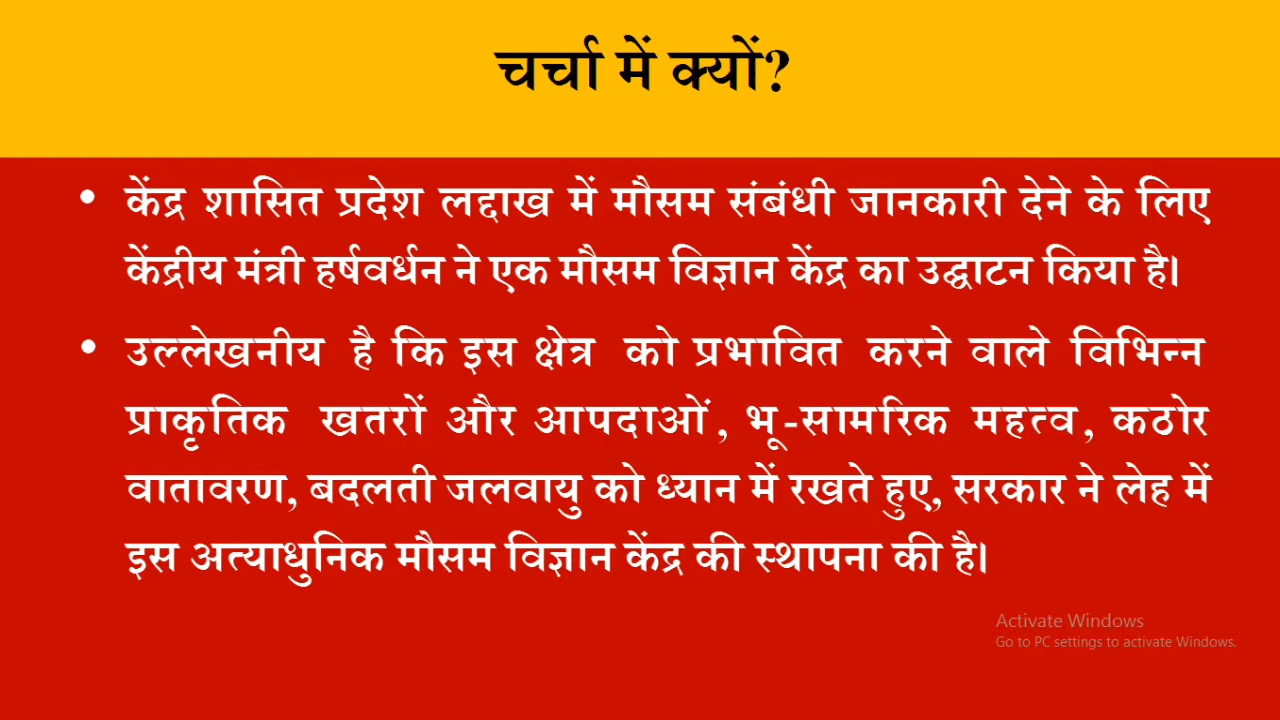 चर्चा में क्यों?
• केंद्र शासित प्रदेश लद्दाख में मौसम संबंधी जानकारी देने के लिए
केंद्रीय मंत्री हर्षवर्धन ने एक मौसम विज्ञान केंद्र का उद्घाटन किया है।
• उल्लेखनीय है कि इस क्षेत्र को प्रभावित करने वाले विभिन्न
प्राकृतिक खतरों और आपदाओं, भू-सामरिक महत्व, कठोर
वातावरण, बदलती जलवायु को ध्यान में रखते हुए, सरकार ने लेह में
इस अत्याधुनिक मौसम विज्ञान केंद्र की स्थापना की है।
Activate Windows
Go to PC settings to activate Windows.